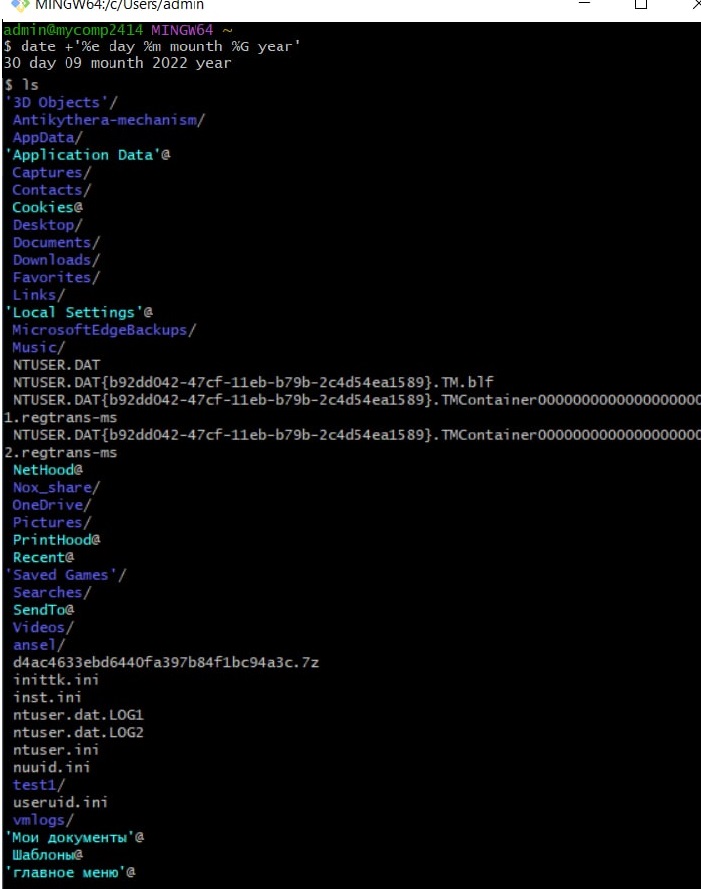 MINGW64:/c/Users/admin
admin@mycomp2414 MINGW64 ~
$ date +'%e day %m mounth %G year'
30 day 09 mounth 2022 year
$ ls
'3D Objects'/
Antikythera-mechanism/
AppData/
'Application Data'@
Captures/
Contacts/
Cookies@
Desktop/
Documents/
Downloads/
Favorites/
Links/
'Local Settings'@
MicrosoftEdgeBackups/
Music/
NTUSER.DAT
NTUSER.DAT{b92dd042-47cf-11eb-b79b-2c4d54ea1589}.TM.blf
NTUSER.DAT{b92dd042-47cf-11eb-b79b-2c4d54ea1589}.TMContainer0000000000000000000
1.regtrans-ms
NTUSER.DAT{b92dd042-47cf-11eb-b79b-2c4d54ea1589}.TMContainer0000000000000000000
2.regtrans-ms
NetHood@
Nox_share/
OneDrive/
Pictures/
PrintHood@
Recent@
'Saved Games'/
Searches/
SendTo@
Videos/
ansel/
d4ac4633ebd6440fa397b84f1bc94a3c.7z
inittk.ini
inst.ini
ntuser.dat.LOG1
ntuser.dat.LOG2
ntuser.ini
nuuid.ini
test1/
useruid.ini
vmlogs/
'Мои документы'@
Шаблоны@
'главное меню'@